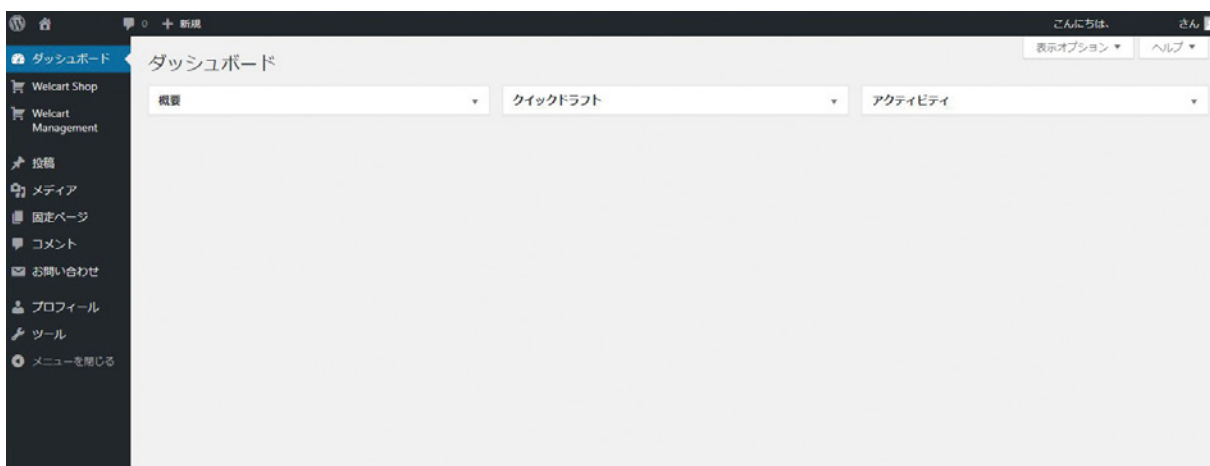 0 新規 こんにちは、 さん
表示オプション ▼ ヘルプ ▼
ダッシュボード
ダッシュボード
Welcart Shop
Welcart
Management
概要 クイックドラフト アクティビティ
投稿
メディア
固定ページ
コメント
お問い合わせ
プロフィール
ツール
メニューを閉じる